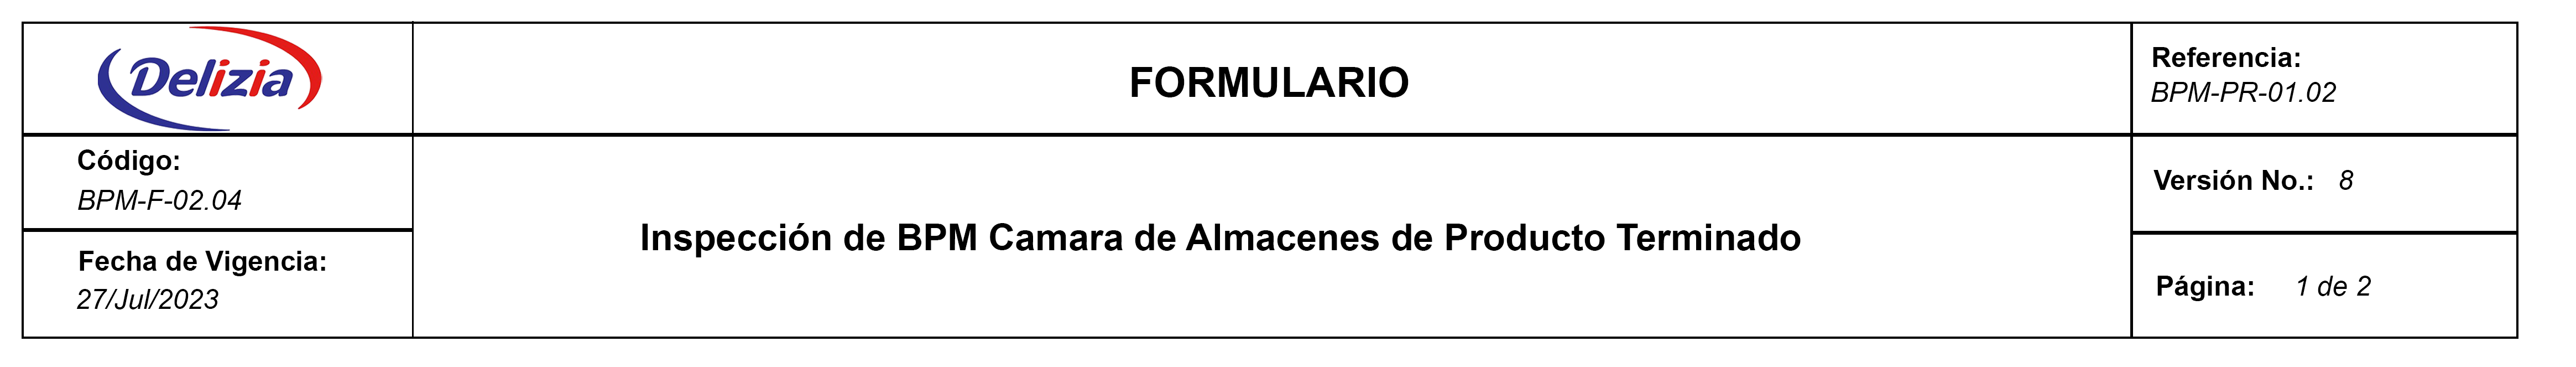 Delizia
FORMULARIO
Referencia:
BPM-PR-01.02
Código:
BPM-F-02.04
Fecha de Vigencia:
27/Jul/2023
Inspección de BPM Camara de Almacenes de Producto Terminado
Versión No.: 8
Página: 1 de 2